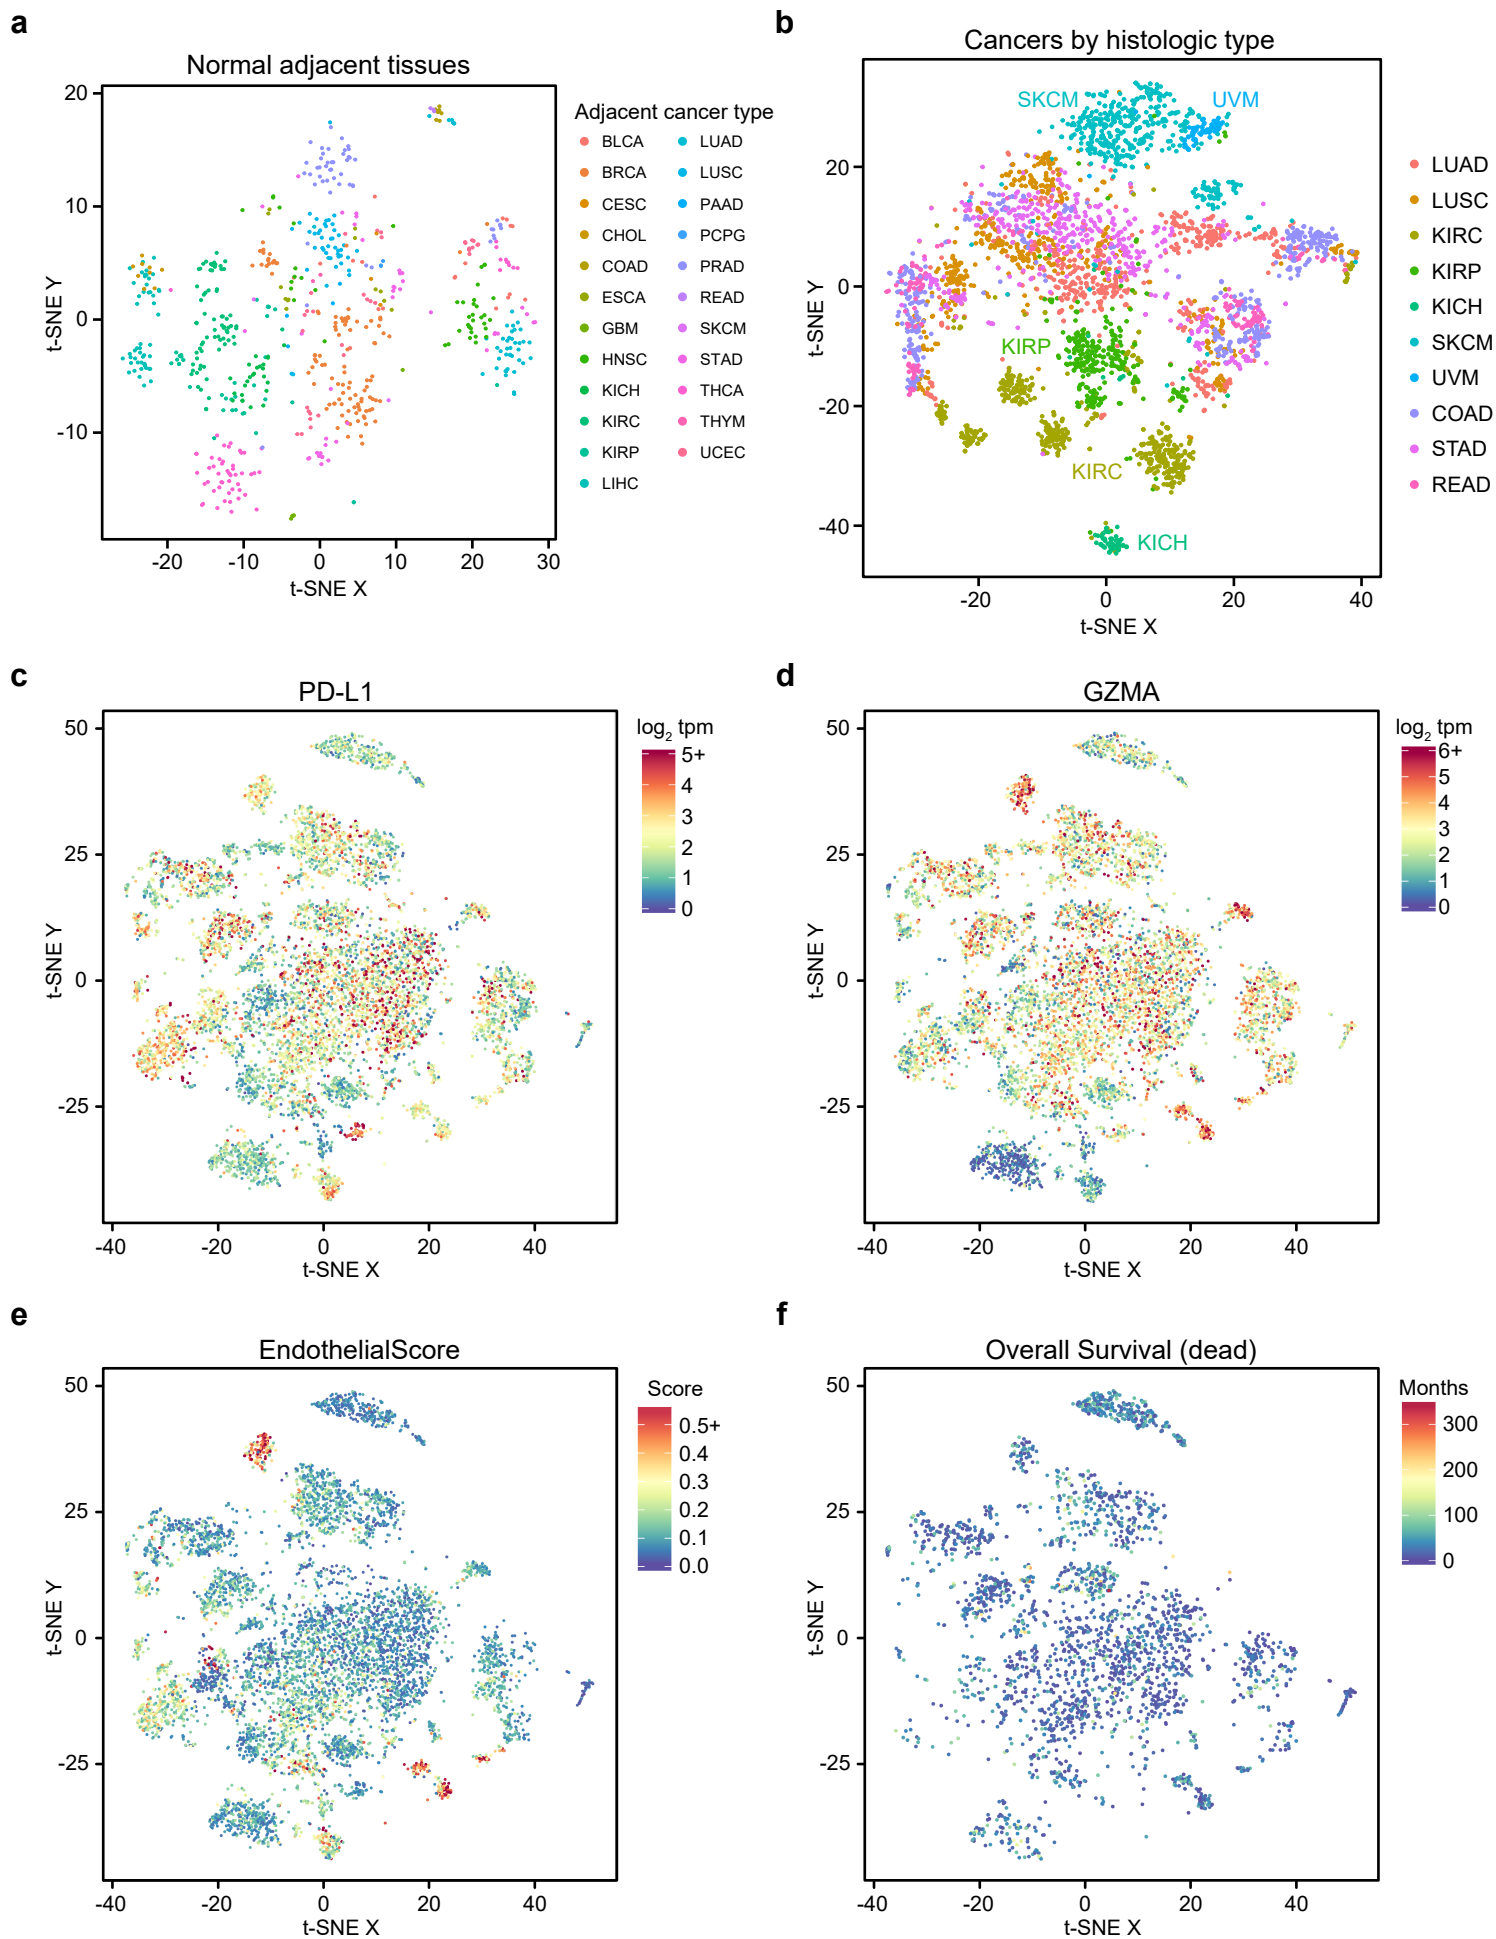 a
Normal adjacent tissues
20
10
0
-10
t-SNE Y
-20
-10
0
10
20
30
t-SNE X
Adjacent cancer type
BLCA
BRCA
CESC
CHOL
COAD
ESCA
GBM
HNSC
KICH
KIRC
KIRP
LIHC
LUAD
LUSC
PAAD
PCPG
PRAD
READ
SKCM
STAD
THCA
THYM
UCEC
b
Cancers by histologic type
SKCM
UVM
KIRP
KIRC
KICH
20
0
-20
-40
t-SNE Y
-20
0
20
40
t-SNE X
LUAD
LUSC
KIRC
KIRP
KICH
SKCM
UVM
COAD
STAD
READ
c
PD-L1
50
25
0
-25
t-SNE Y
-40
-20
0
20
40
t-SNE X
log2 tpm
5+
4
3
2
1
0
d
GZMA
50
25
0
-25
t-SNE Y
-40
-20
0
20
40
t-SNE X
log2 tpm
6+
5
4
3
2
1
0
e
EndothelialScore
50
25
0
-25
t-SNE Y
-40
-20
0
20
40
t-SNE X
Score
0.5+
0.4
0.3
0.2
0.1
0.0
f
Overall Survival (dead)
50
25
0
-25
t-SNE Y
-40
-20
0
20
40
t-SNE X
Months
300
200
100
0